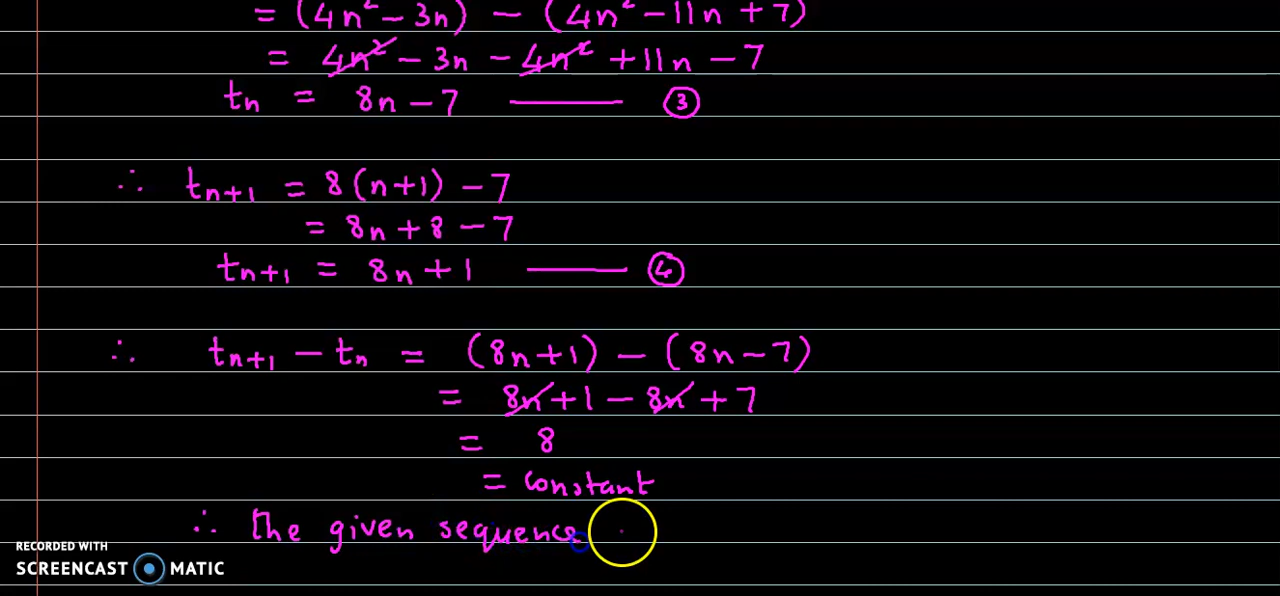 = (4n² - 3n) - (4n² - 11n + 7)
= 4n² - 3n - 4n² + 11n - 7
tn = 8n - 7 ——— ③
∴ tn+1 = 8(n+1) - 7
= 8n + 8 - 7
tn+1 = 8n + 1 ——— ④
∴ tn+1 - tn = (8n+1) - (8n-7)
= 8n + 1 - 8n + 7
= 8
= constant
∴ The given sequence
RECORDED WITH
SCREENCAST MATIC